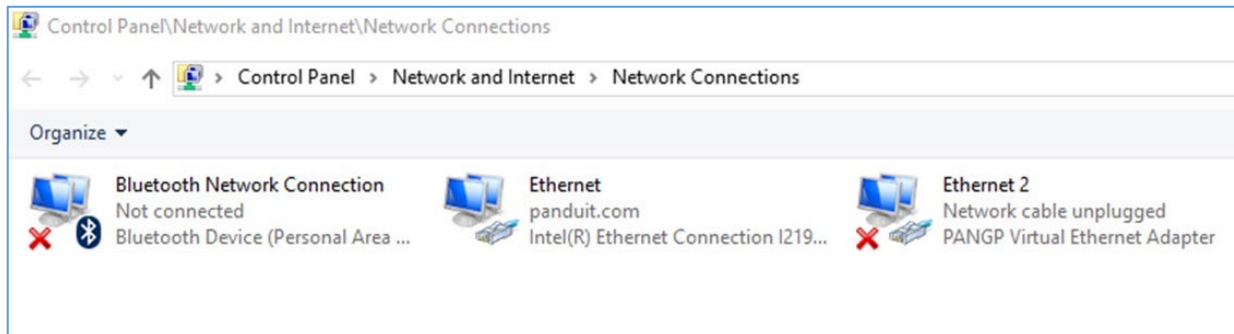 Control Panel\Network and Internet\Network Connections
Control Panel > Network and Internet > Network Connections
Organize
Bluetooth Network Connection
Not connected
Bluetooth Device (Personal Area ...
Ethernet
panduit.com
Intel(R) Ethernet Connection I219...
Ethernet 2
Network cable unplugged
PANGP Virtual Ethernet Adapter